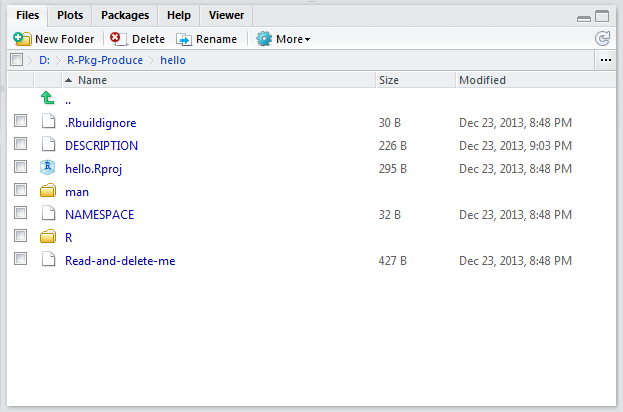 Files Plots Packages Help Viewer
New Folder Delete Rename More
D: R-Pkg-Produce hello ...
Name Size Modified
..
.Rbuildignore 30 B Dec 23, 2013, 8:48 PM
DESCRIPTION 226 B Dec 23, 2013, 9:03 PM
hello.Rproj 295 B Dec 23, 2013, 8:48 PM
man
NAMESPACE 32 B Dec 23, 2013, 8:48 PM
R
Read-and-delete-me 427 B Dec 23, 2013, 8:48 PM